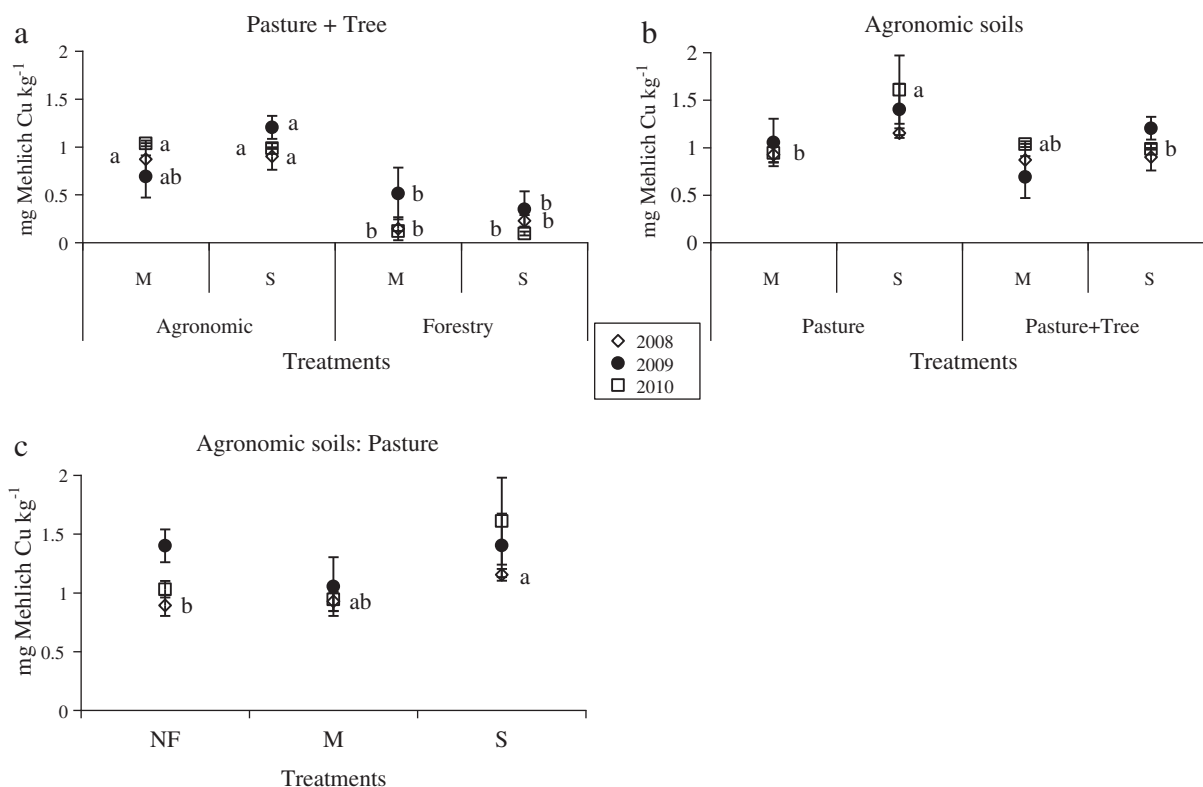 a
Pasture + Tree
mg Mehlich Cu kg-1
2
1.5
1
0.5
0
a
a
ab
a
a
a
b
b
b
b
b
b
M
S
M
S
Agronomic
Forestry
Treatments
b
Agronomic soils
mg Mehlich Cu kg-1
2
1.5
1
0.5
0
b
a
ab
b
M
S
M
S
Pasture
Pasture+Tree
Treatments
2008
2009
2010
c
Agronomic soils: Pasture
mg Mehlich Cu kg-1
2
1.5
1
0.5
0
b
ab
a
NF
M
S
Treatments